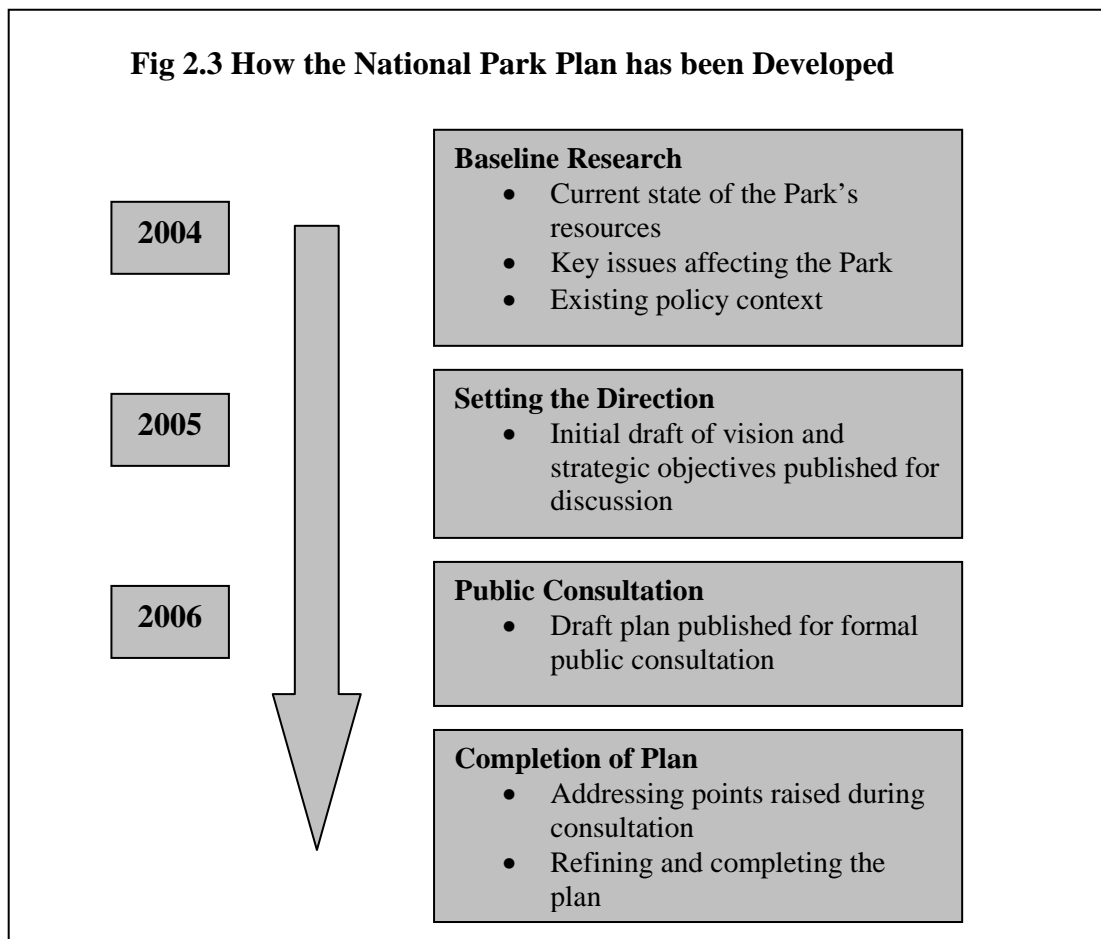 Fig 2.3 How the National Park Plan has been Developed
2004
Baseline Research
• Current state of the Park’s
resources
• Key issues affecting the Park
• Existing policy context
2005
Setting the Direction
• Initial draft of vision and
strategic objectives published for
discussion
2006
Public Consultation
• Draft plan published for formal
public consultation
Completion of Plan
• Addressing points raised during
consultation
• Refining and completing the
plan